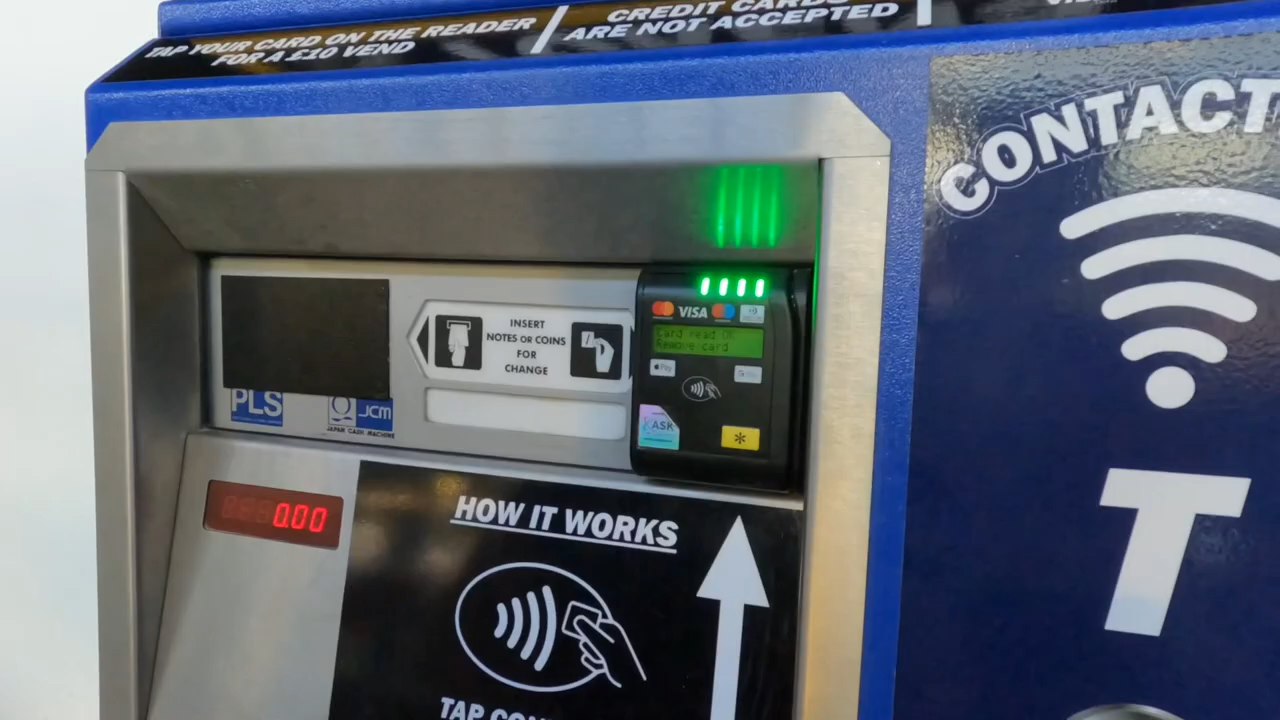 TAP YOUR CARD ON THE READER
FOR A £10 VEND
CREDIT CARDS
ARE NOT ACCEPTED
CONTACT
INSERT
NOTES OR COINS
FOR
CHANGE
VISA
Card read OK
Remove card
Pay
ASK
*
PLS
JCM
JAPAN CASH MACHINE
0.00
HOW IT WORKS
TAP
T